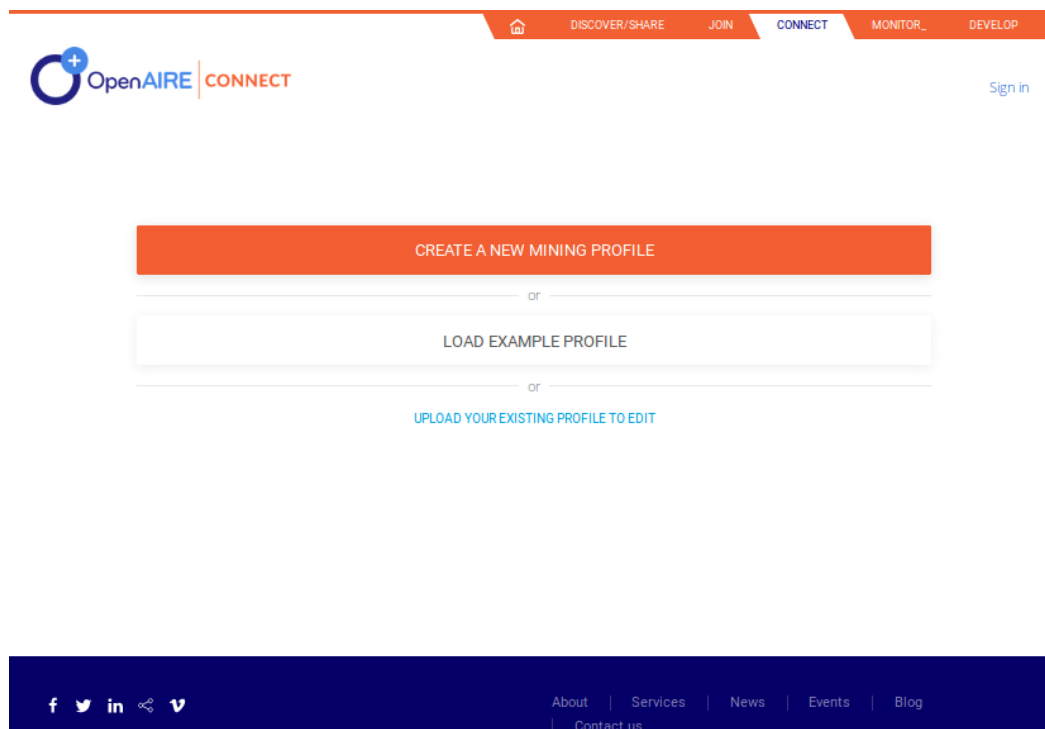 DISCOVER/SHARE JOIN CONNECT MONITOR_ DEVELOP
OpenAIRE CONNECT
Sign in
CREATE A NEW MINING PROFILE
or
LOAD EXAMPLE PROFILE
or
UPLOAD YOUR EXISTING PROFILE TO EDIT
About | Services | News | Events | Blog
| Contact us